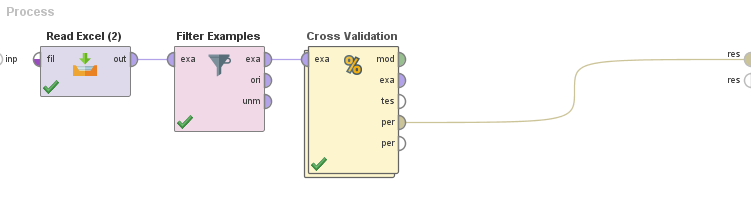 Process
Read Excel (2)
Filter Examples
Cross Validation
inp
fil
out
exa
exa
ori
unm
exa
%
mod
exa
tes
per
per
res
res